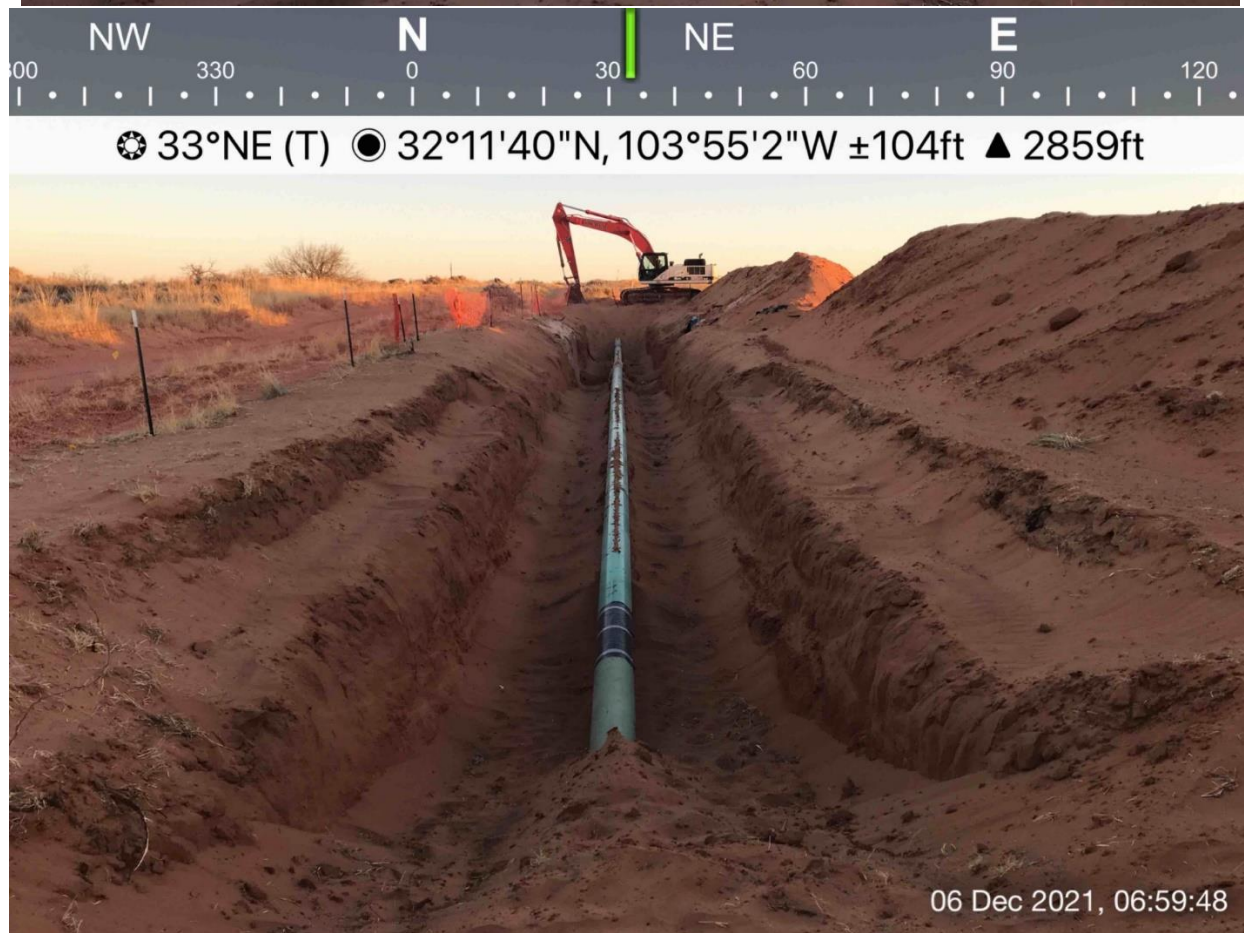 NW N NE E
300 330 0 30 60 90 120
33°NE (T) 32°11'40"N, 103°55'2"W ±104ft ▲ 2859ft
06 Dec 2021, 06:59:48